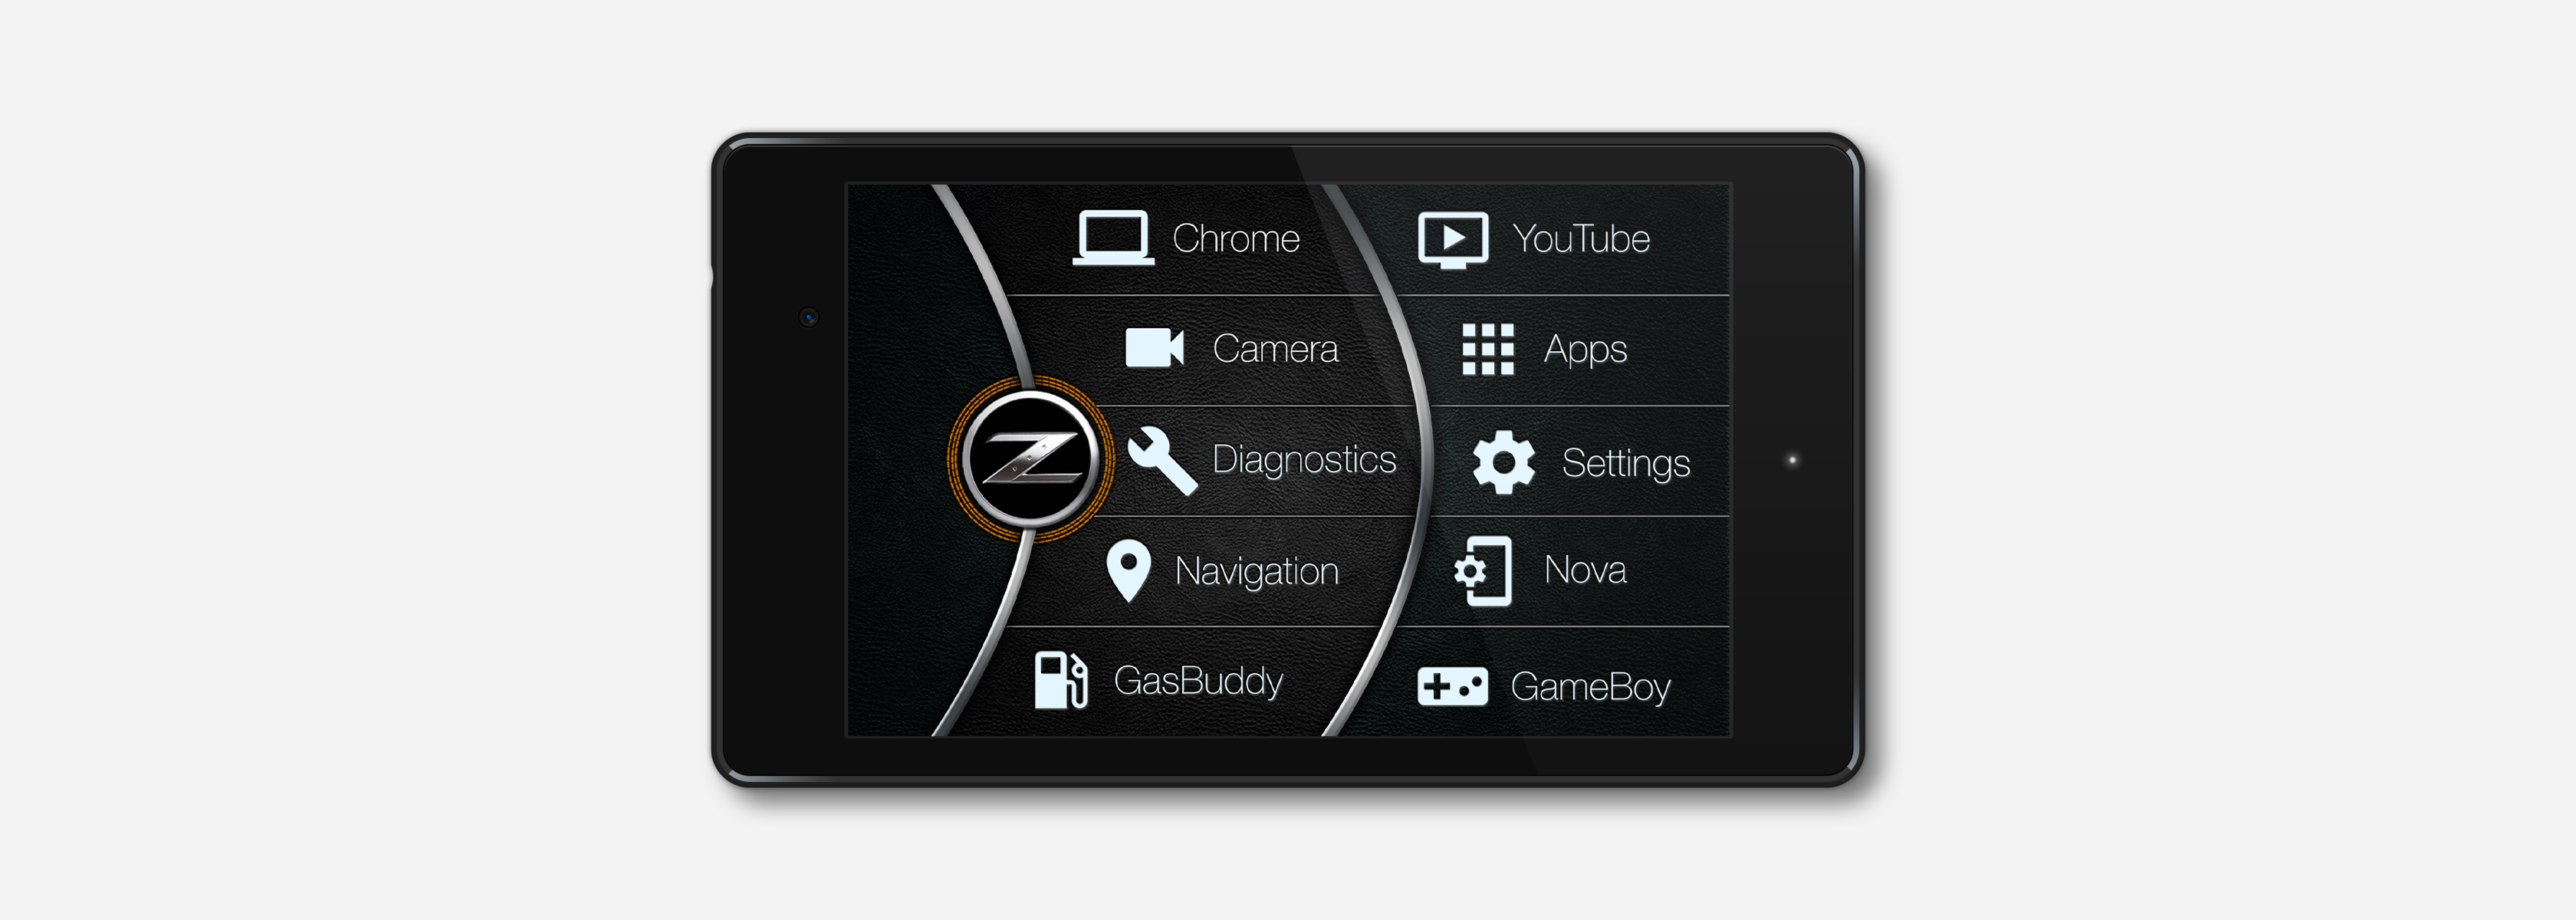 Chrome
YouTube
Camera
Apps
Z
Diagnostics
Settings
Navigation
Nova
GasBuddy
GameBoy